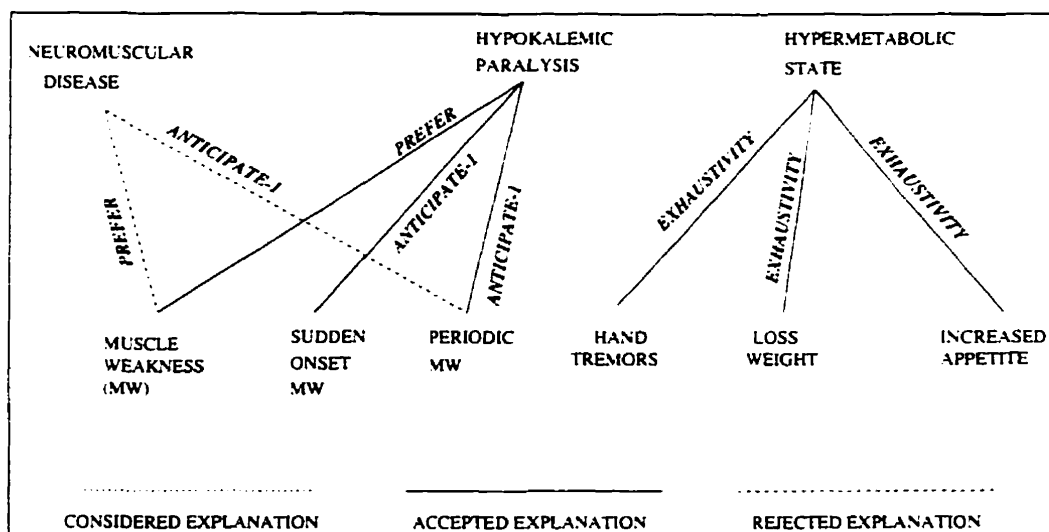 NEUROMUSCULAR
DISEASE
HYPOKALEMIC
PARALYSIS
HYPERMETABOLIC
STATE
ANTICIPATE-1
PREFER
PREFER
ANTICIPATE-1
ANTICIPATE-1
EXHAUSTIVITY
EXHAUSTIVITY
EXHAUSTIVITY
MUSCLE
WEAKNESS
(MW)
SUDDEN
ONSET
MW
PERIODIC
MW
HAND
TREMORS
LOSS
WEIGHT
INCREASED
APPETITE
CONSIDERED EXPLANATION
ACCEPTED EXPLANATION
REJECTED EXPLANATION